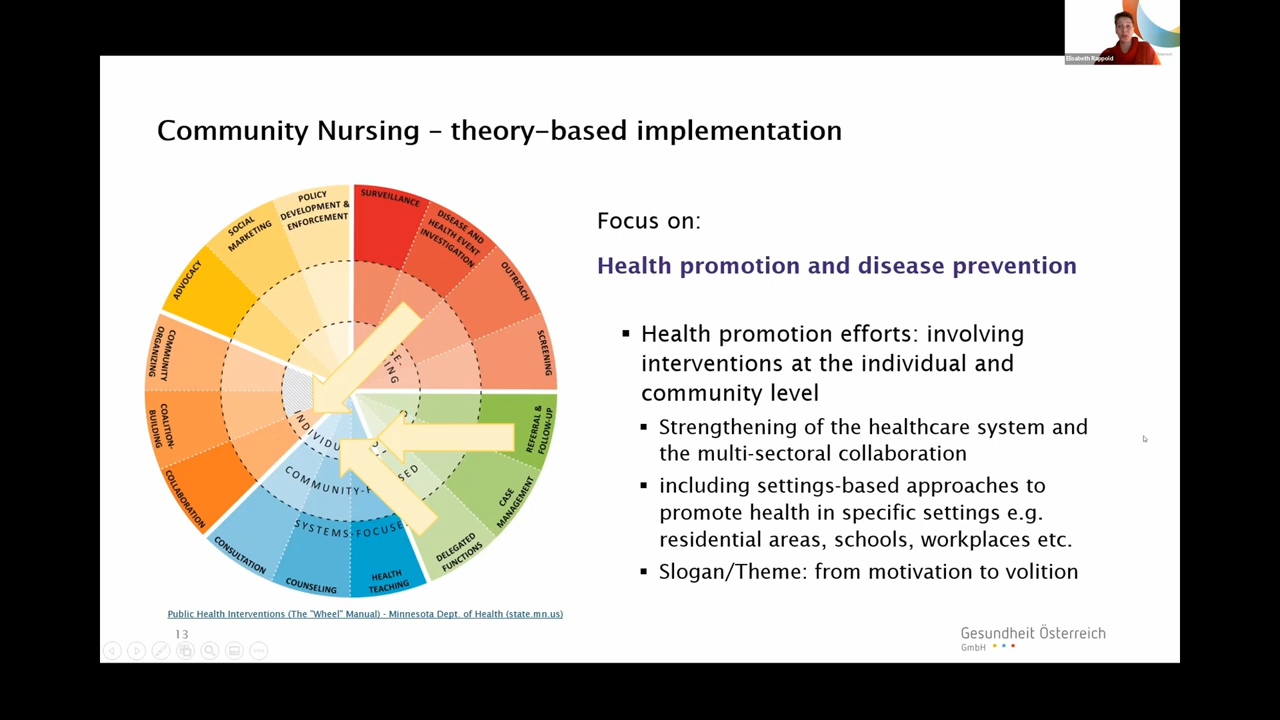 Elisabeth Rappold
Community Nursing – theory-based implementation
POLICY
DEVELOPMENT &
ENFORCEMENT
SURVEILLANCE
DISEASE AND
HEALTH EVENT
INVESTIGATION
OUTREACH
SCREENING
REFERRAL &
FOLLOW-UP
CASE
MANAGEMENT
DELEGATED
FUNCTIONS
HEALTH
TEACHING
COUNSELING
CONSULTATION
COLLABORATION
COALITION-
BUILDING
COMMUNITY
ORGANIZING
ADVOCACY
SOCIAL
MARKETING
SYSTEMS-FOCUSE
Focus on:
Health promotion and disease prevention
▪ Health promotion efforts: involving
interventions at the individual and
community level
▪ Strengthening of the healthcare system and
the multi-sectoral collaboration
▪ including settings-based approaches to
promote health in specific settings e.g.
residential areas, schools, workplaces etc.
▪ Slogan/Theme: from motivation to volition
Public Health Interventions (The "Wheel" Manual) - Minnesota Dept. of Health (state.mn.us)
13
Gesundheit Österreich
GmbH